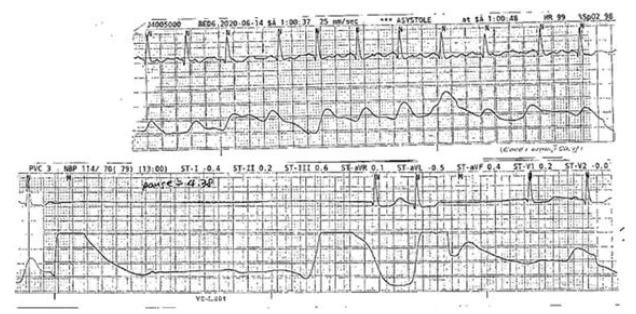 J4005000 BED6 2020-06-14 SA 1:00:37 25 mm/sec *** ASYSTOLE at SA 1:00:48 HR 99 %SpO2 98
N N N N N N N N N N N
PVC 3 NBP 114/ 70( 79) (13:00) ST-I -0.4 ST-II 0.2 ST-III 0.6 ST-aVR 0.1 ST-aVL -0.5 ST-aVF 0.4 ST-V1 0.2 ST-V2 -0.0
pause 4.38